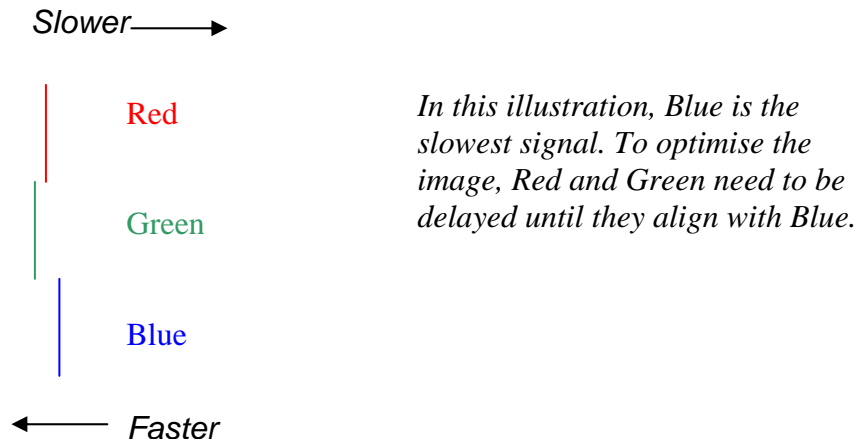 Slower
Red
Green
Blue
Faster
In this illustration, Blue is the
slowest signal. To optimise the
image, Red and Green need to be
delayed until they align with Blue.